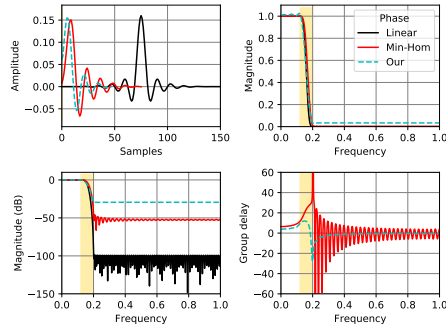 Amplitude
0.15
0.10
0.05
0.00
−0.05
0
50
100
150
Samples
Magnitude
1.0
0.8
0.6
0.4
0.2
0.0
0.0 0.2 0.4 0.6 0.8 1.0
Frequency
Phase
Linear
Min-Hom
Our
Magnitude (dB)
0
−50
−100
−150
0.0 0.2 0.4 0.6 0.8 1.0
Frequency
Group delay
60
40
20
0
−20
−40
−60
0.0 0.2 0.4 0.6 0.8 1.0
Frequency